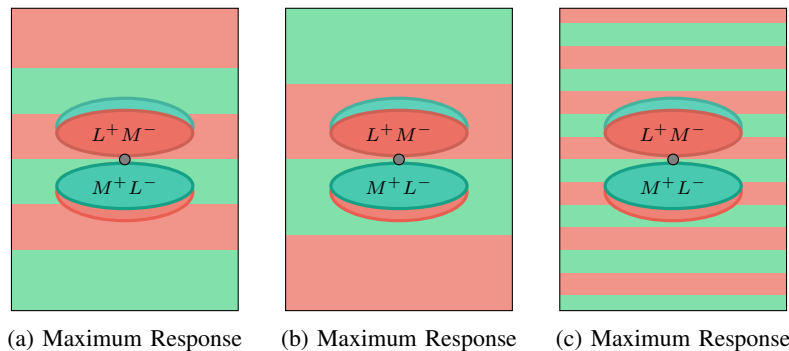 L⁺M⁻ L⁺M⁻ L⁺M⁻
M⁺L⁻ M⁺L⁻ M⁺L⁻
(a) Maximum Response (b) Maximum Response (c) Maximum Response